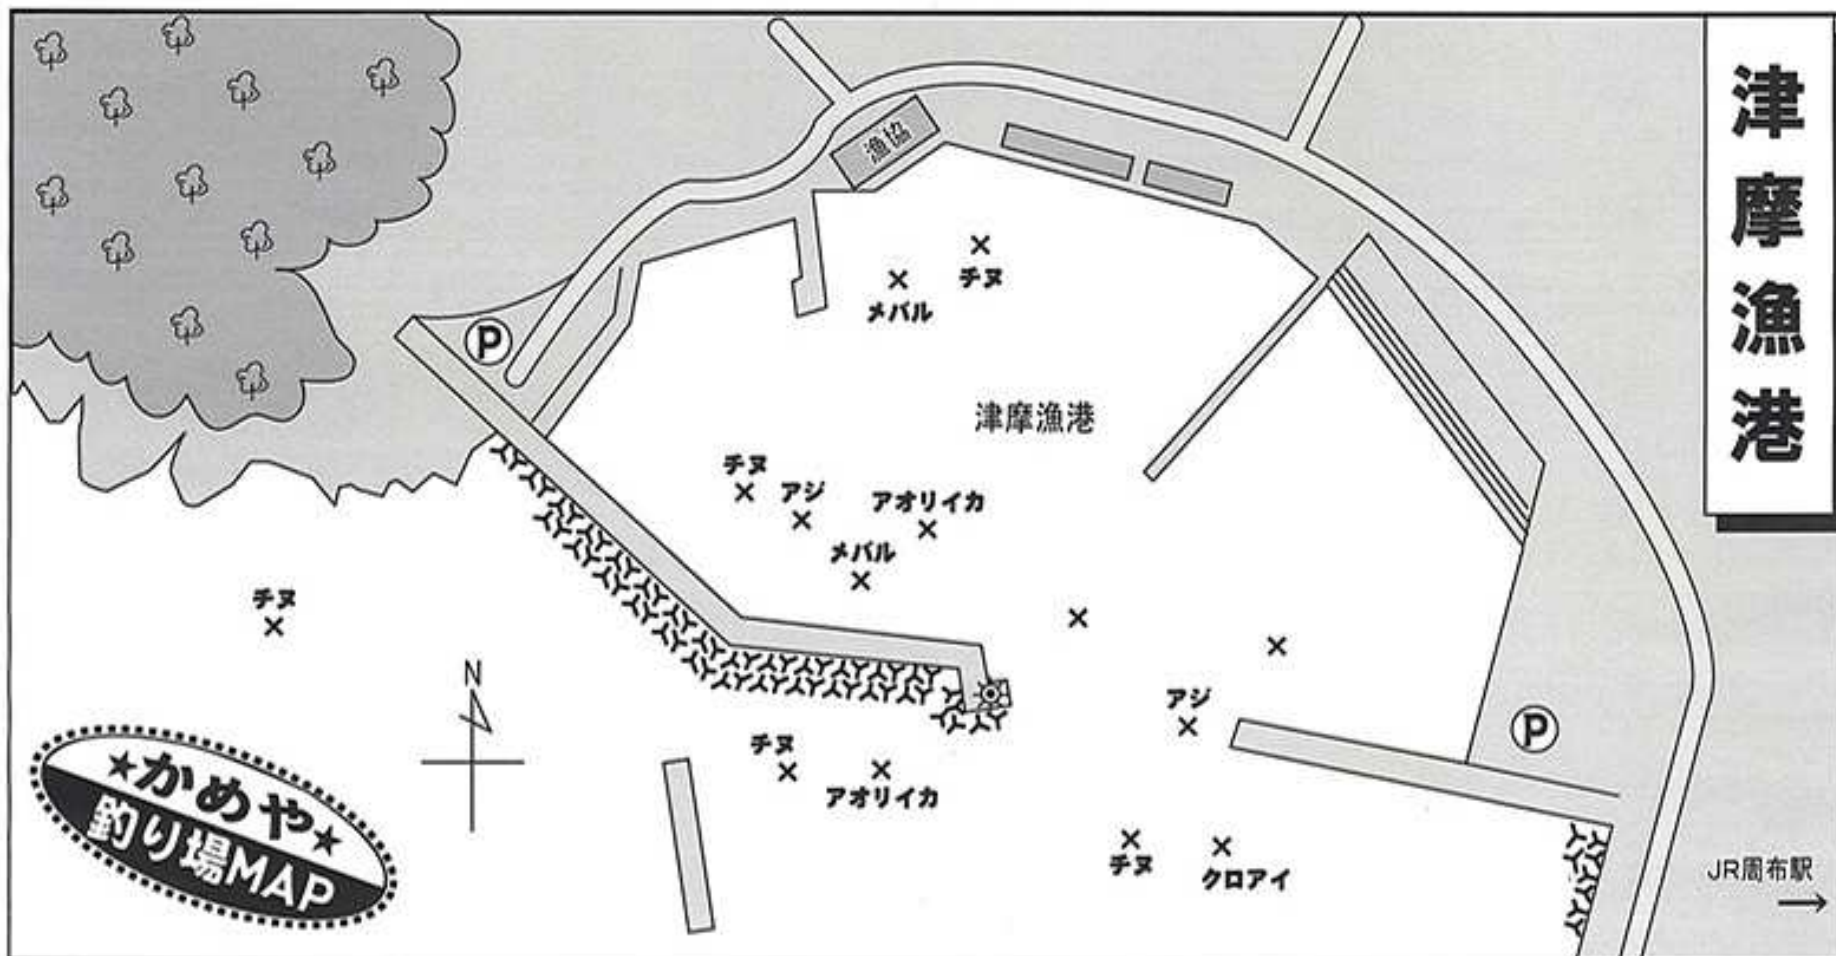 津摩漁港
漁協
チヌ
メバル
P
津摩漁港
チヌ
アジ
アオリイカ
メバル
チヌ
N
アジ
P
チヌ
アオリイカ
★かめや★
釣り場MAP
チヌ
クロアイ
JR周布駅
→